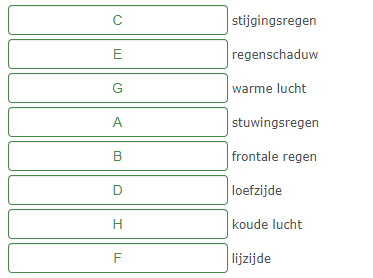 C stijgingsregen
E regenschaduw
G warme lucht
A stuwingsregen
B frontale regen
D loefzijde
H koude lucht
F lijzijde